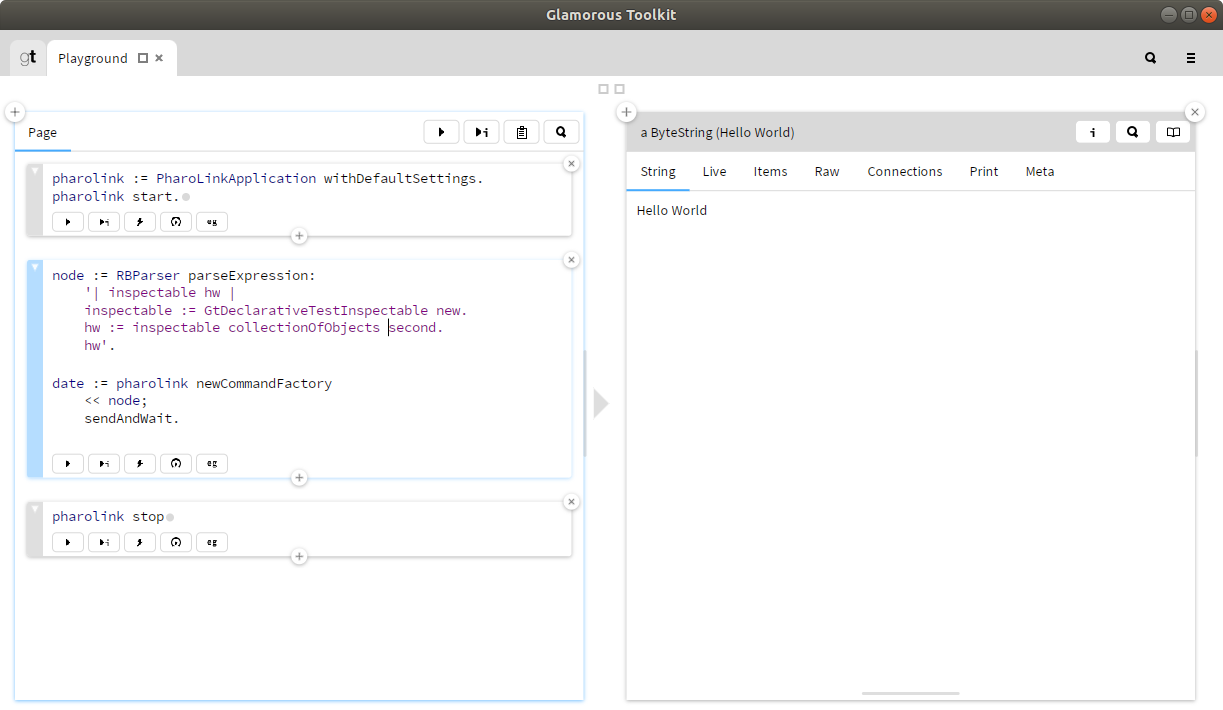 Glamorous Toolkit
gt
Playground
Page
pharolink := PharoLinkApplication withDefaultSettings.
pharolink start.
eg
node := RBParser parseExpression:
'| inspectable hw |
inspectable := GtDeclarativeTestInspectable new.
hw := inspectable collectionOfObjects second.
hw'.
date := pharolink newCommandFactory
<< node;
sendAndWait.
eg
pharolink stop
eg
a ByteString (Hello World)
String Live Items Raw Connections Print Meta
Hello World